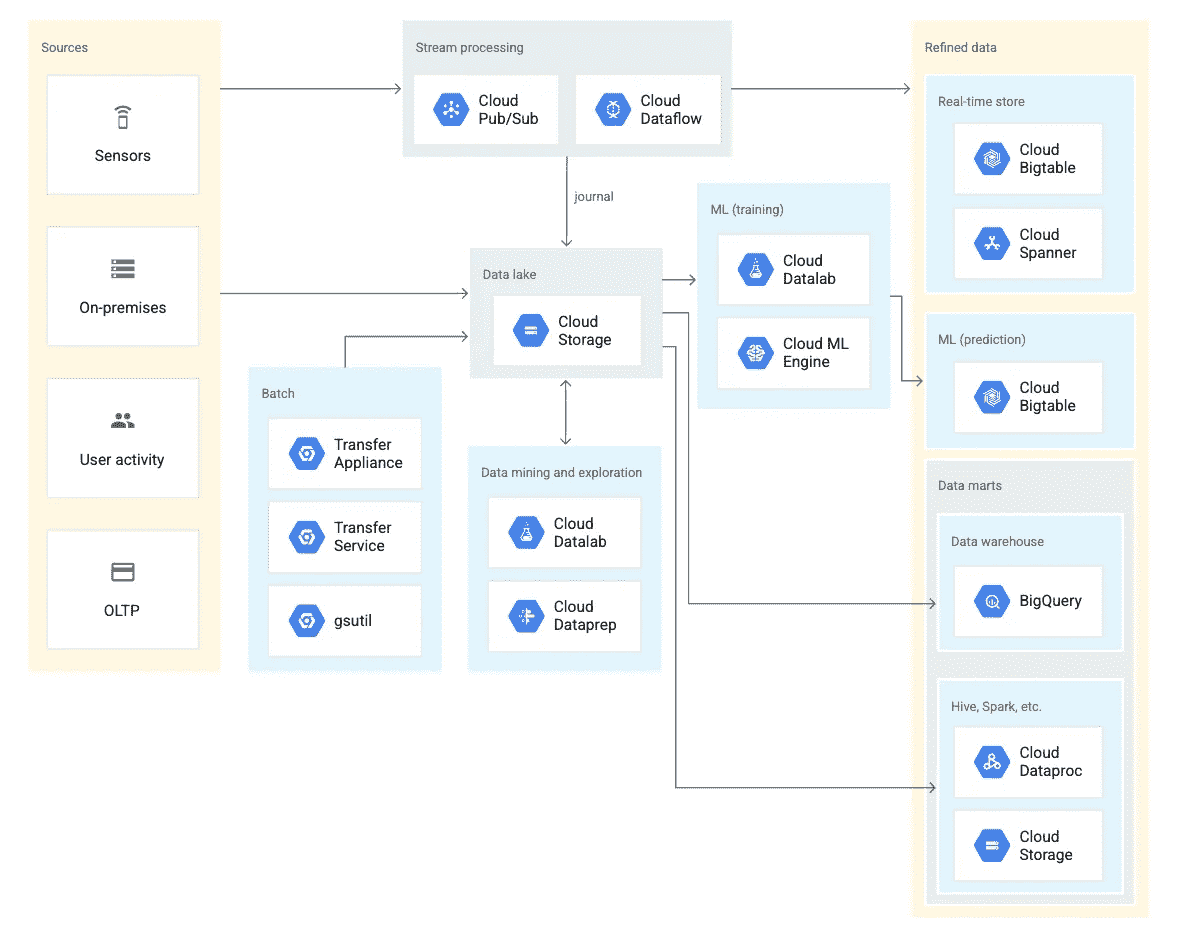 Sources
Sensors
On-premises
User activity
OLTP
Stream processing
Cloud
Pub/Sub
Cloud
Dataflow
journal
Data lake
Cloud
Storage
Batch
Transfer
Appliance
Transfer
Service
gsutil
Data mining and exploration
Cloud
Datalab
Cloud
Dataprep
ML (training)
Cloud
Datalab
Cloud ML
Engine
Refined data
Real-time store
Cloud
Bigtable
Cloud
Spanner
ML (prediction)
Cloud
Bigtable
Data marts
Data warehouse
BigQuery
Hive, Spark, etc.
Cloud
Dataproc
Cloud
Storage